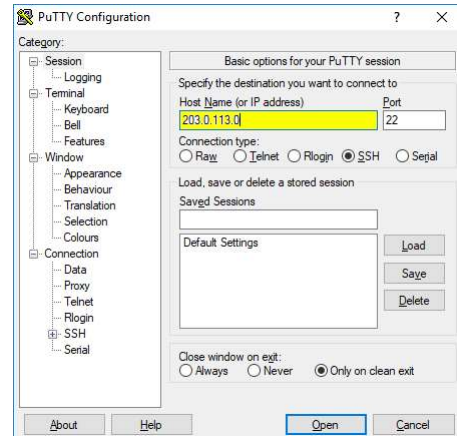 PuTTY Configuration ? X
Category:
Session
Logging
Terminal
Keyboard
Bell
Features
Window
Appearance
Behaviour
Translation
Selection
Colours
Connection
Data
Proxy
Telnet
Rlogin
SSH
Serial
Basic options for your PuTTY session
Specify the destination you want to connect to
Host Name (or IP address) Port
203.0.113.0 22
Connection type:
Raw Telnet Rlogin SSH Serial
Load, save or delete a stored session
Saved Sessions
Default Settings
Load
Save
Delete
Close window on exit:
Always Never Only on clean exit
About Help Open Cancel